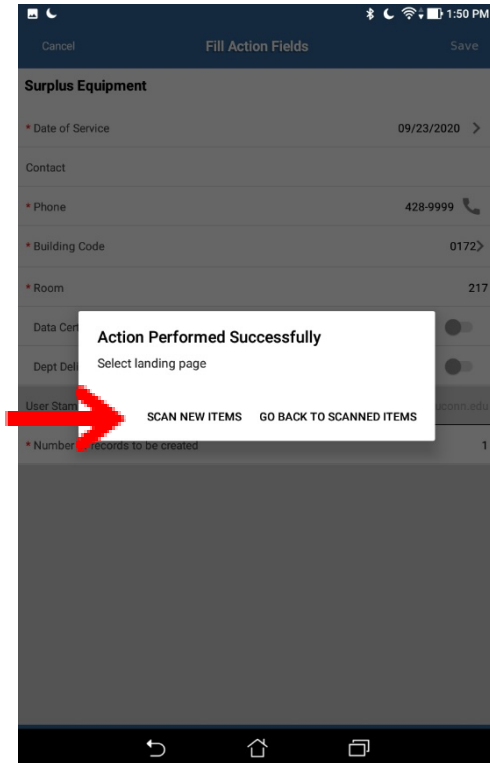 1:50 PM
Cancel Fill Action Fields Save
Surplus Equipment
* Date of Service 09/23/2020
Contact
* Phone 428-9999
* Building Code 0172
* Room 217
Data Cert
Action Performed Successfully
Dept Deli
Select landing page
User Stam uconn.edu
SCAN NEW ITEMS GO BACK TO SCANNED ITEMS
* Number records to be created 1